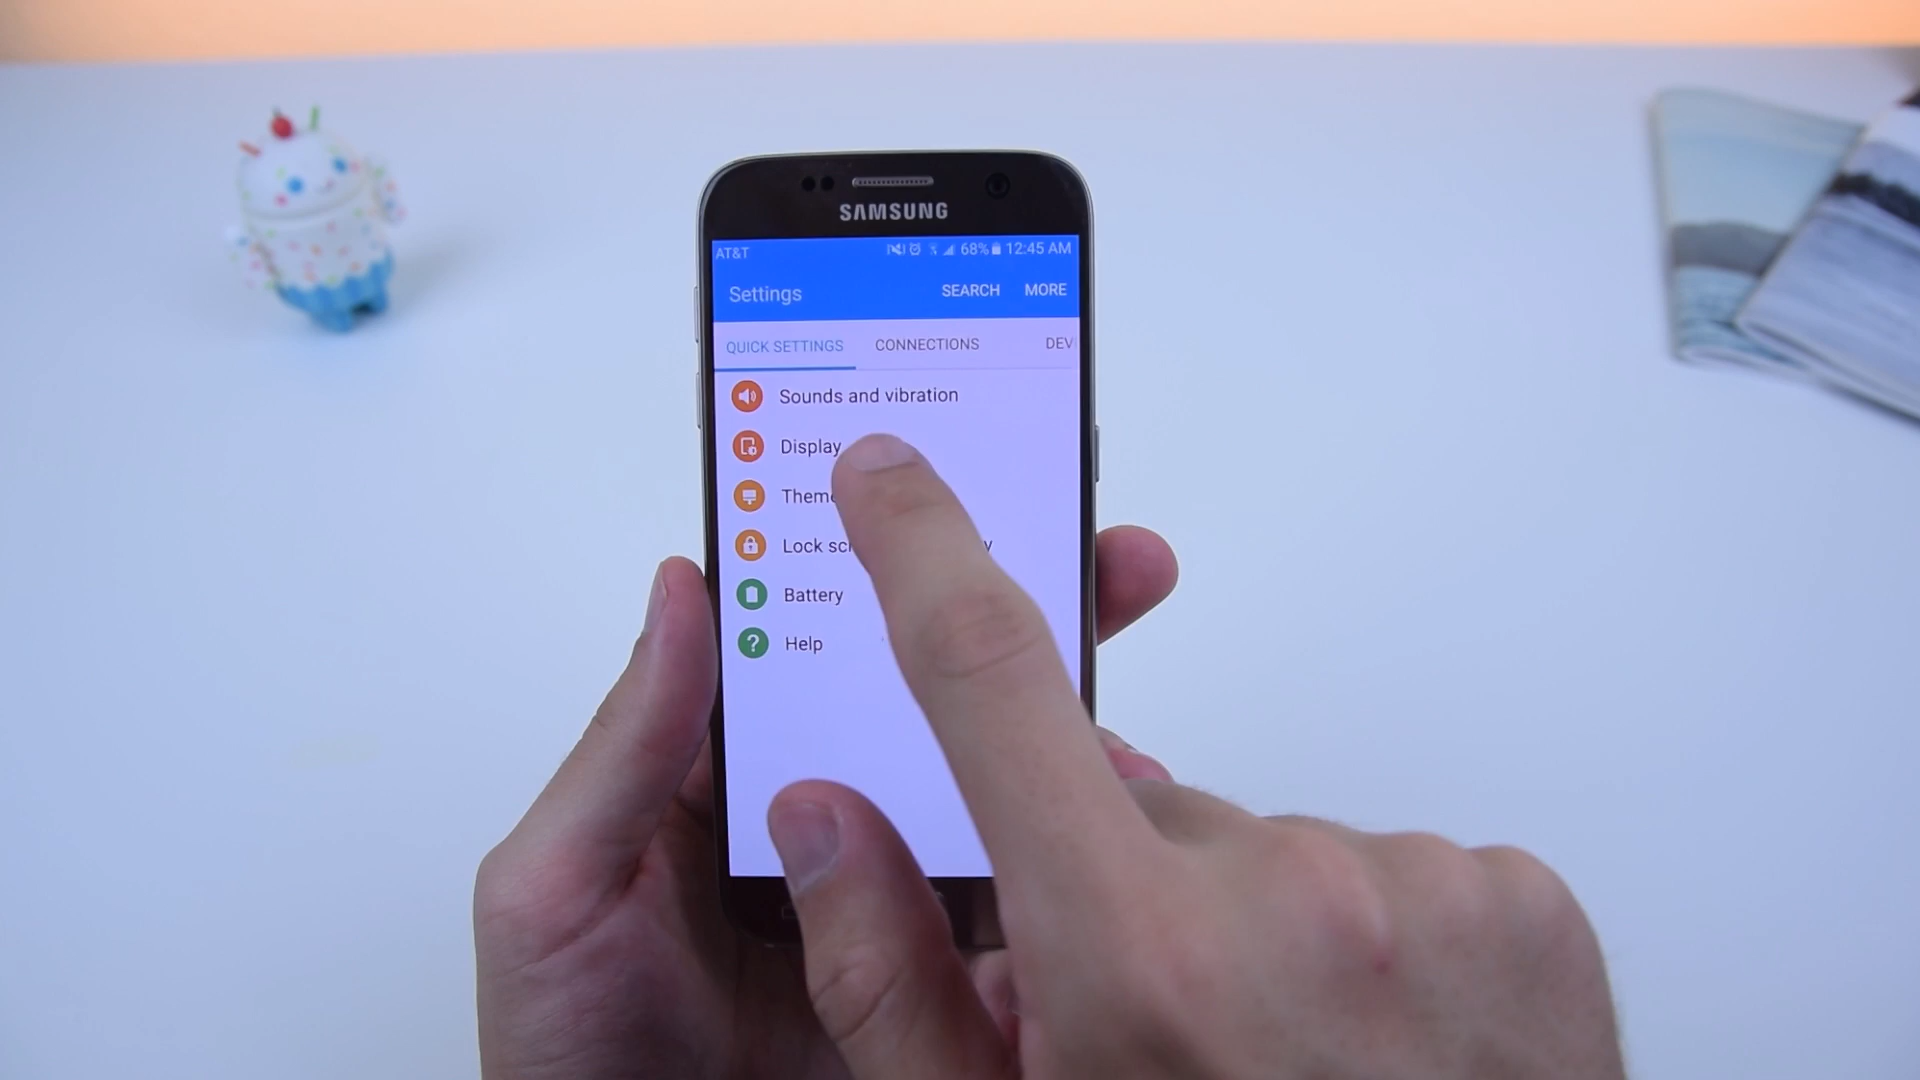 SAMSUNG
AT&T 68% 12:45 AM
Settings SEARCH MORE
QUICK SETTINGS CONNECTIONS DEV
Sounds and vibration
Display
Theme
Lock
Battery
Help